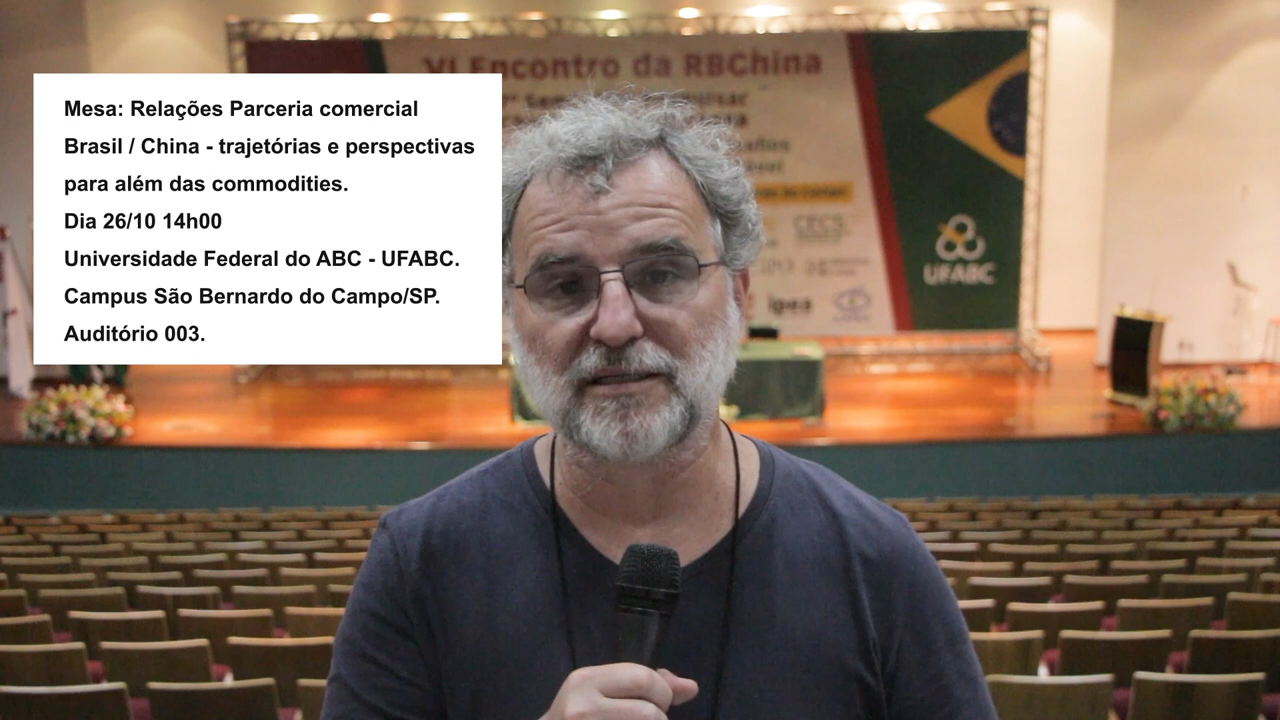 Mesa: Relações Parceria comercial
Brasil / China - trajetórias e perspectivas
para além das commodities.
Dia 26/10 14h00
Universidade Federal do ABC - UFABC.
Campus São Bernardo do Campo/SP.
Auditório 003.
VI Encontro da RBChina
CECS
UFABC
ipea